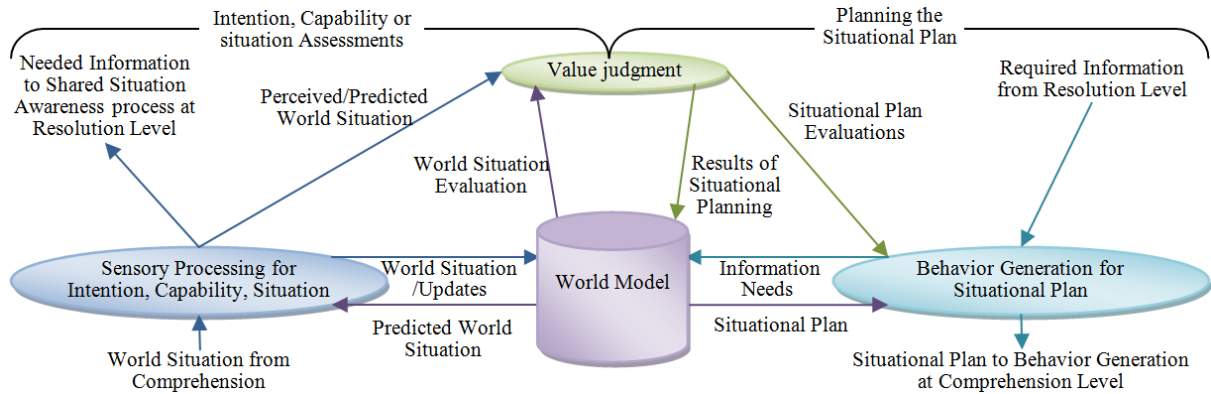 Intention, Capability or
situation Assessments
Planning the
Situational Plan
Needed Information
to Shared Situation
Awareness process at
Resolution Level
Perceived/Predicted
World Situation
Value judgment
Required Information
from Resolution Level
Situational Plan
Evaluations
World Situation
Evaluation
Results of
Situational
Planning
Sensory Processing for
Intention, Capability, Situation
World Situation
/Updates
World Model
Information
Needs
Behavior Generation for
Situational Plan
Predicted World
Situation
Situational Plan
World Situation from
Comprehension
Situational Plan to Behavior Generation
at Comprehension Level